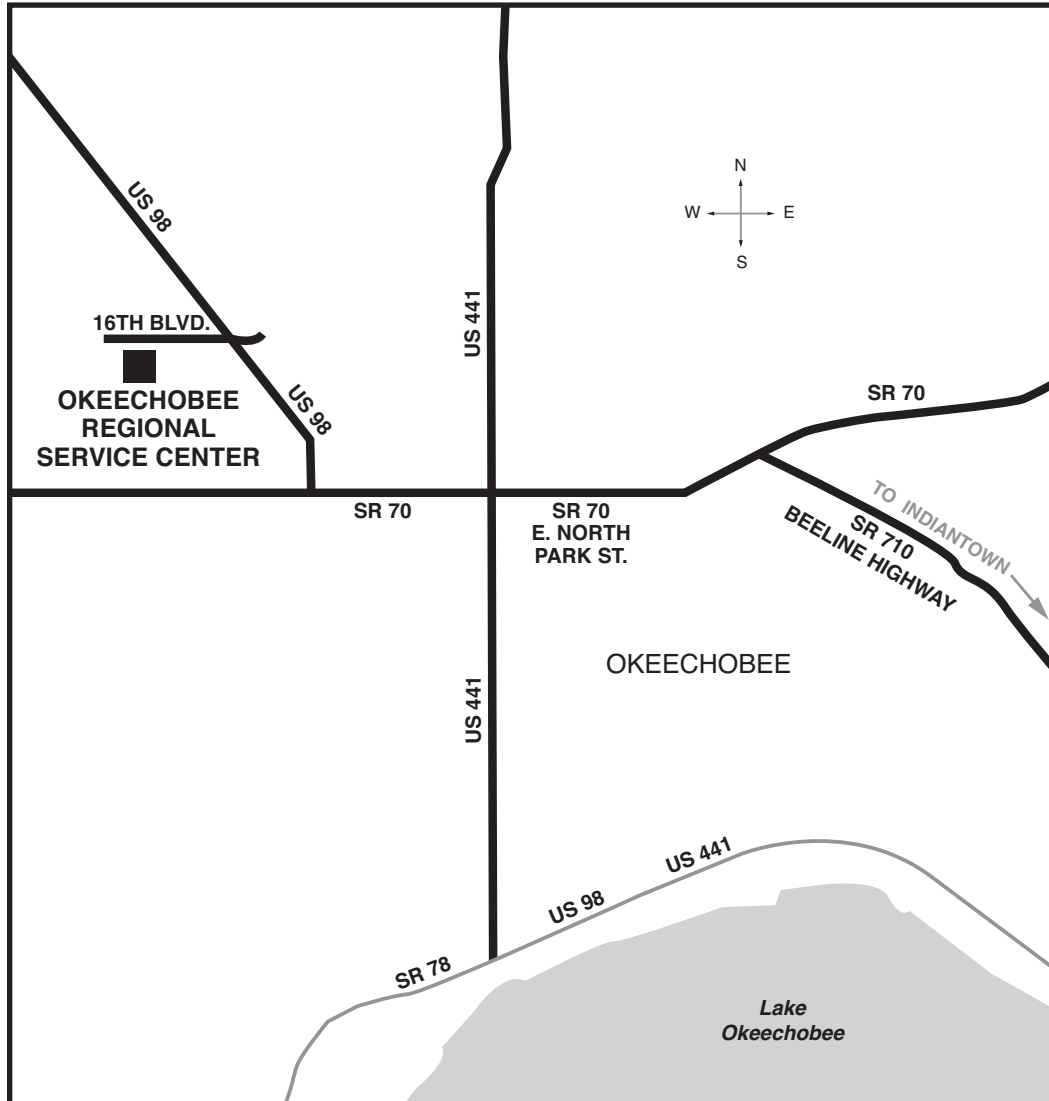 US 98
N
W
E
S
US 441
16TH BLVD.
OKEECHOBEE
REGIONAL
SERVICE CENTER
US 98
SR 70
SR 70
SR 70
E. NORTH
PARK ST.
TO INDIANTOWN
SR 710
BEELINE HIGHWAY
OKEECHOBEE
US 441
US 441
US 98
SR 78
Lake
Okeechobee